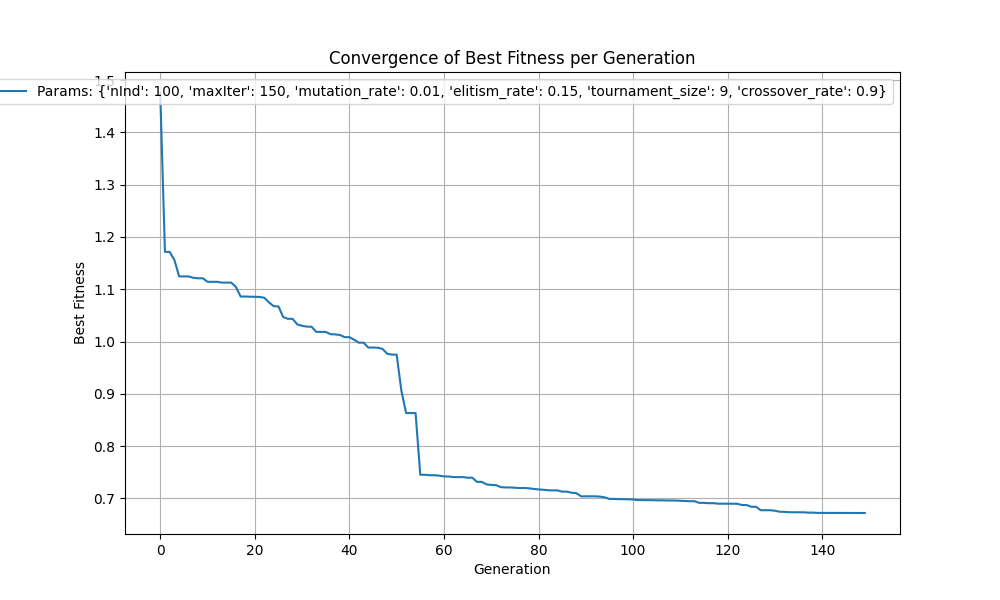 Convergence of Best Fitness per Generation
Params: {'nInd': 100, 'maxIter': 150, 'mutation_rate': 0.01, 'elitism_rate': 0.15, 'tournament_size': 9, 'crossover_rate': 0.9}
1.5
1.4
1.3
1.2
1.1
1.0
0.9
0.8
0.7
Best Fitness
0 20 40 60 80 100 120 140
Generation